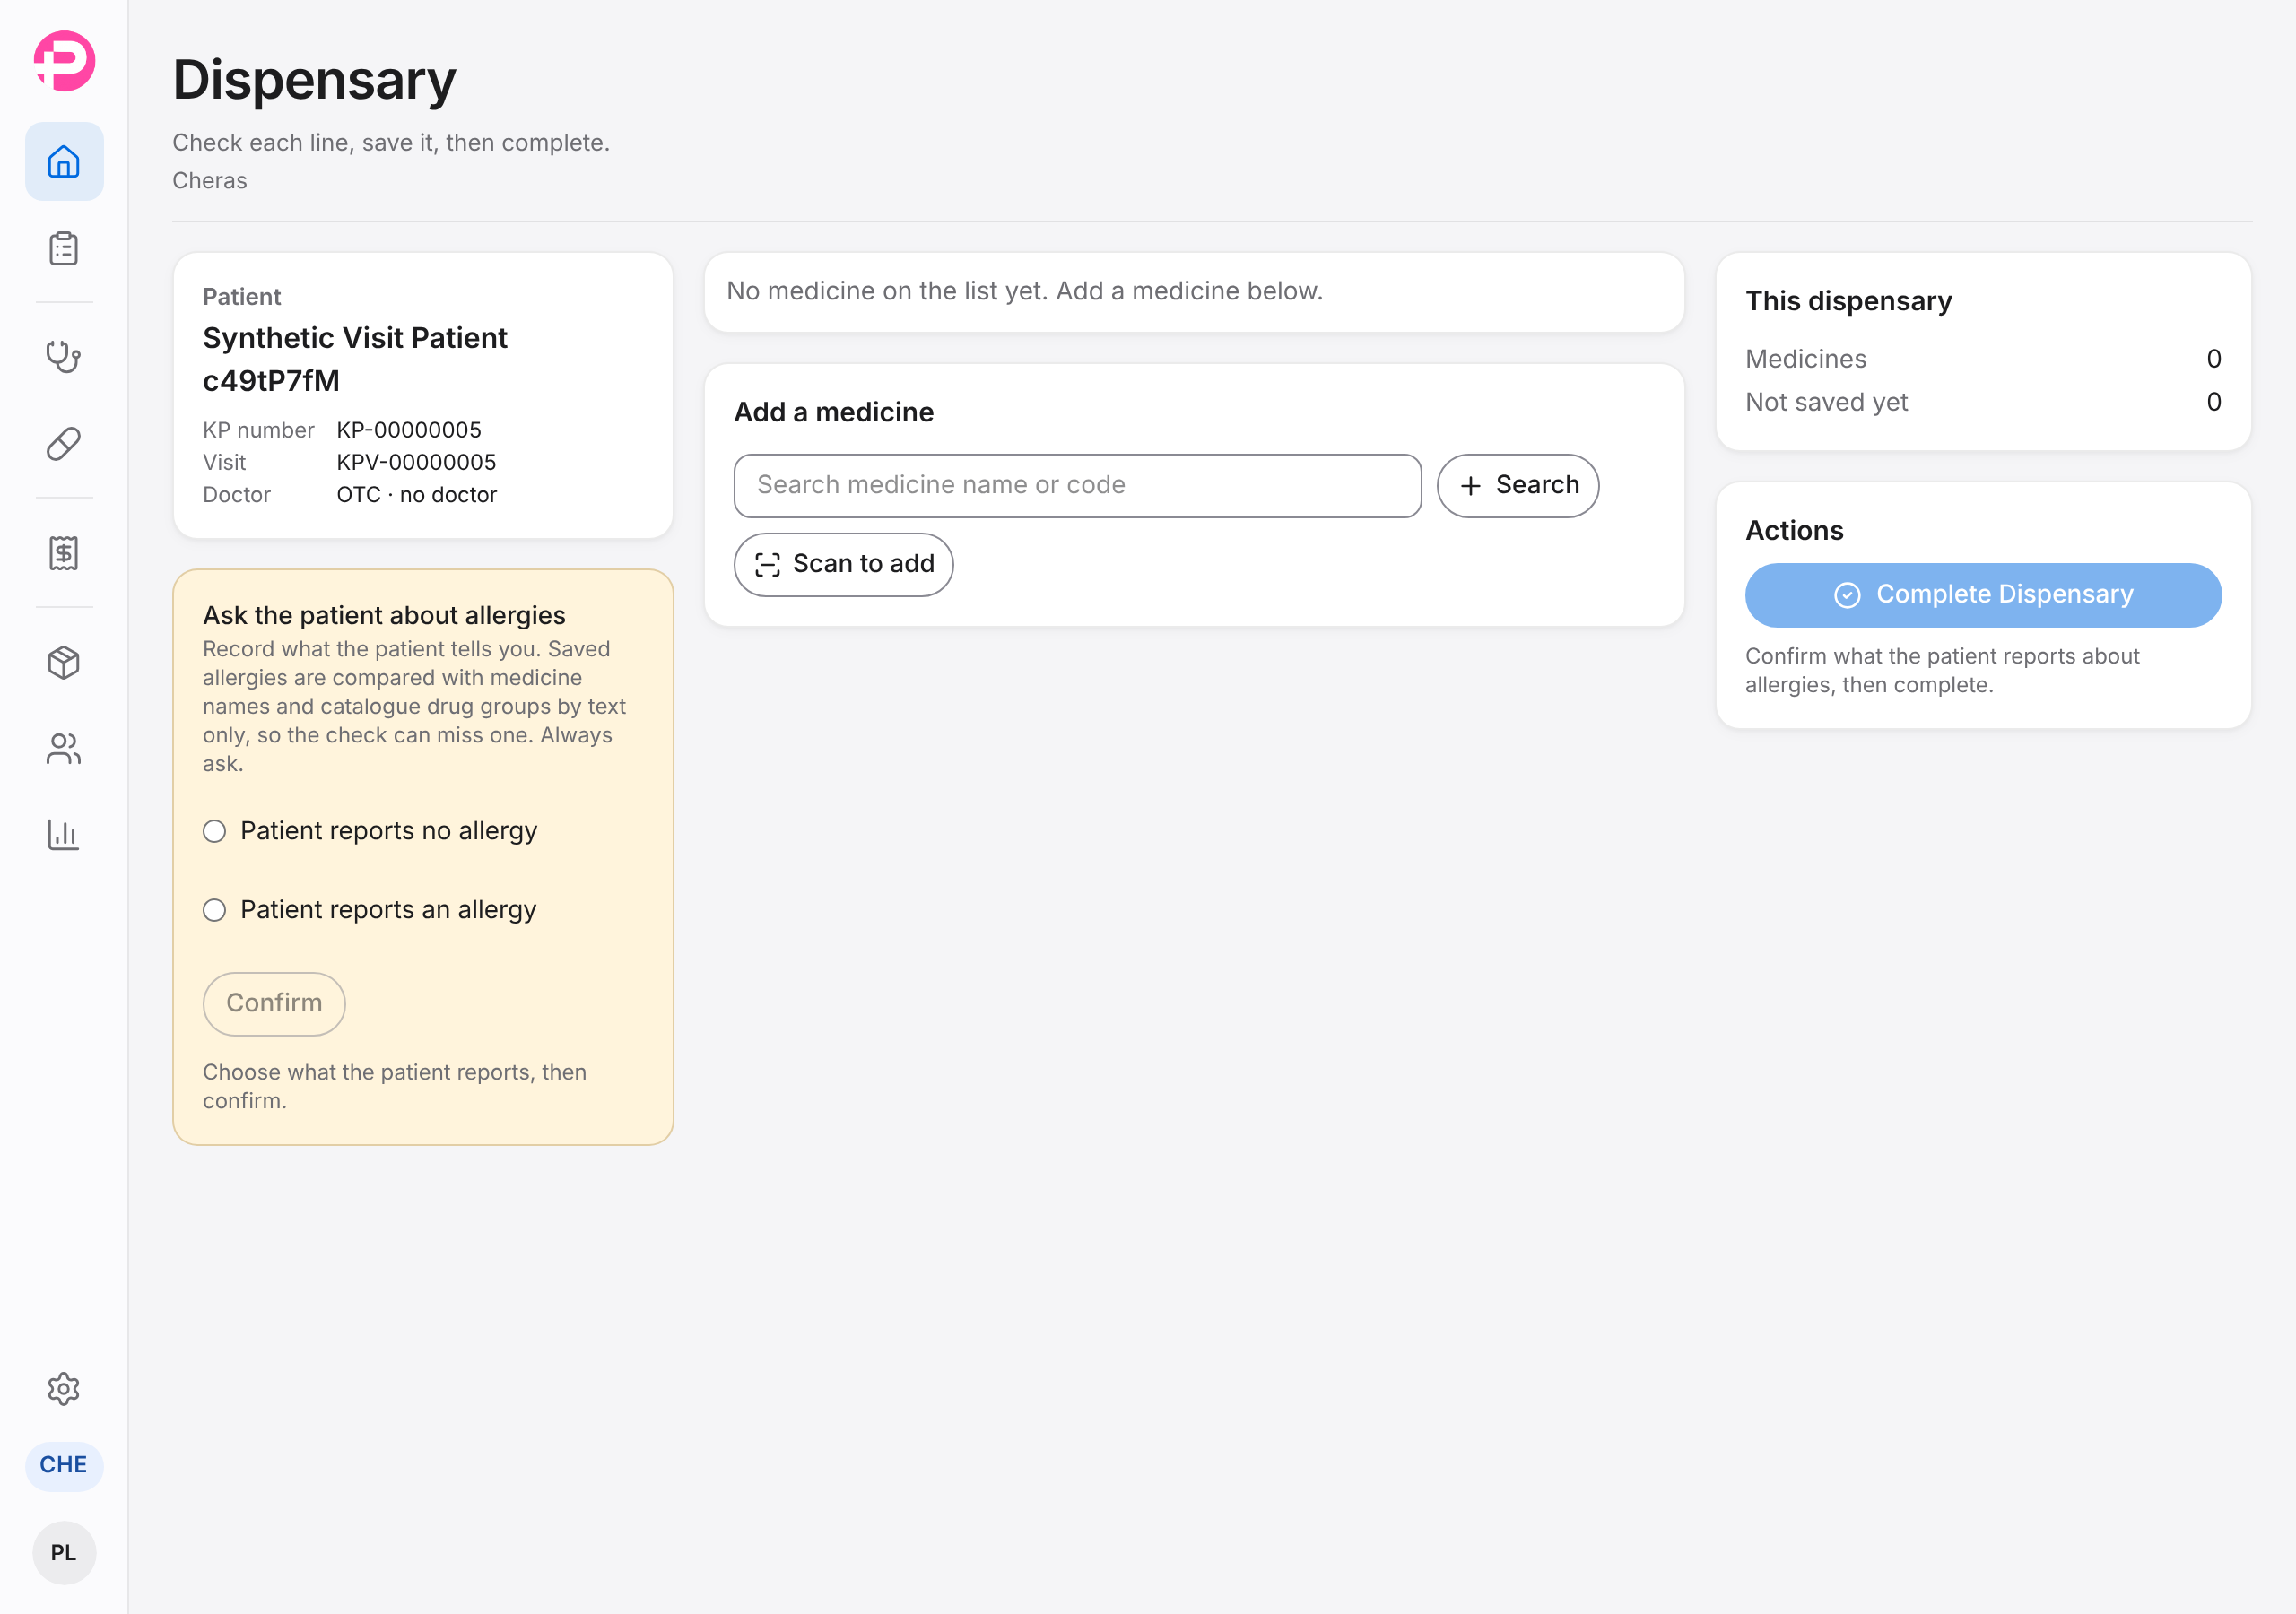 Dispensary
Check each line, save it, then complete.
Cheras
Patient
Synthetic Visit Patient
c49tP7fM
KP number KP-00000005
Visit KPV-00000005
Doctor OTC · no doctor
Ask the patient about allergies
Record what the patient tells you. Saved
allergies are compared with medicine
names and catalogue drug groups by text
only, so the check can miss one. Always
ask.
Patient reports no allergy
Patient reports an allergy
Confirm
Choose what the patient reports, then
confirm.
No medicine on the list yet. Add a medicine below.
Add a medicine
Search medicine name or code
Search
Scan to add
This dispensary
Medicines 0
Not saved yet 0
Actions
Complete Dispensary
Confirm what the patient reports about
allergies, then complete.
CHE
PL